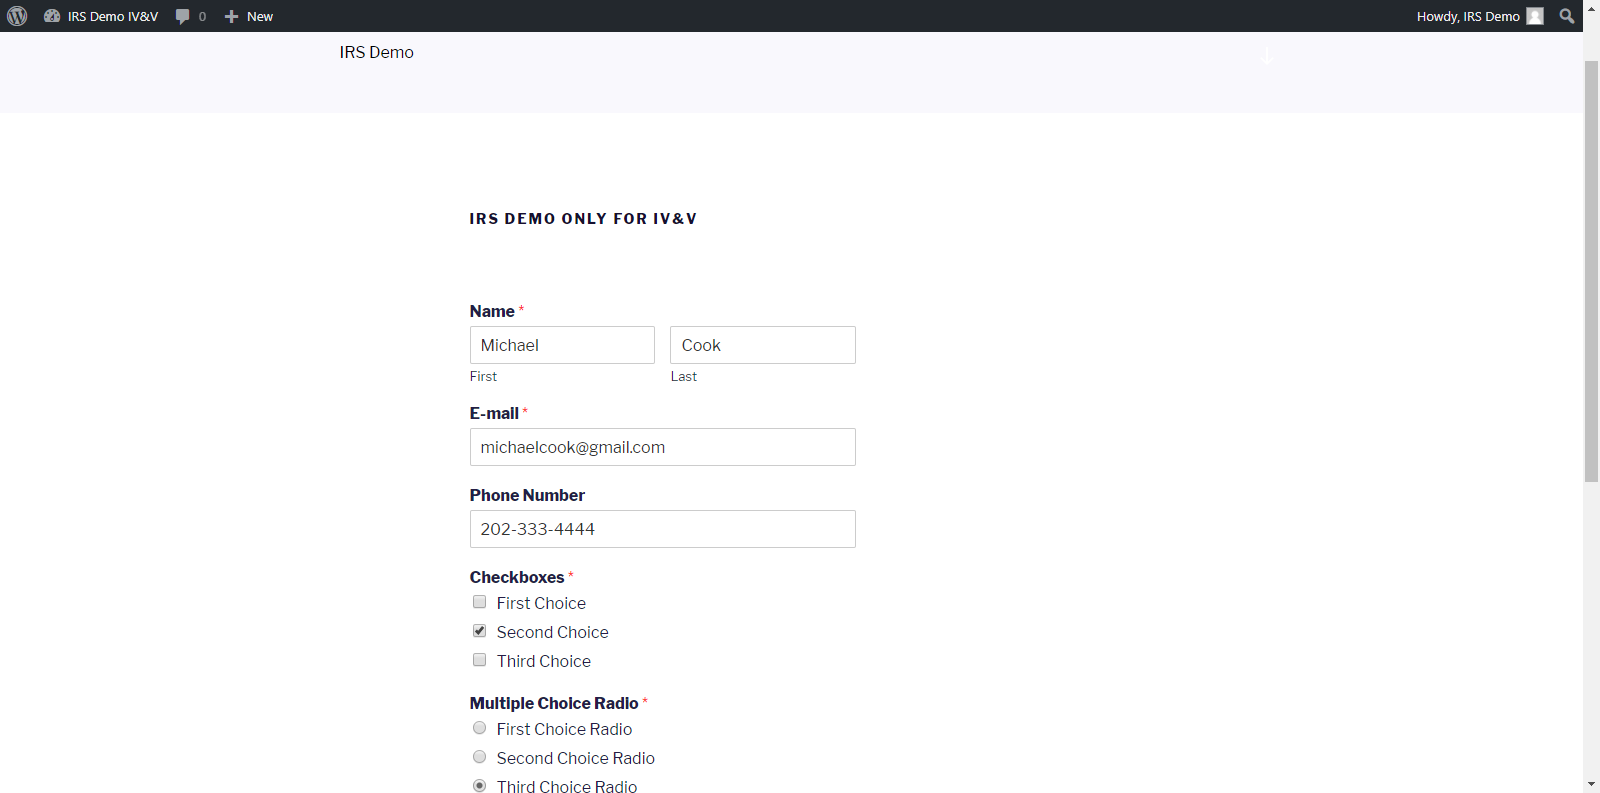 IRS Demo IV&V 0 New Howdy, IRS Demo
IRS Demo
IRS DEMO ONLY FOR IV&V
Name *
Michael Cook
First Last
E-mail *
michaelcook@gmail.com
Phone Number
202-333-4444
Checkboxes *
First Choice
Second Choice
Third Choice
Multiple Choice Radio *
First Choice Radio
Second Choice Radio
Third Choice Radio